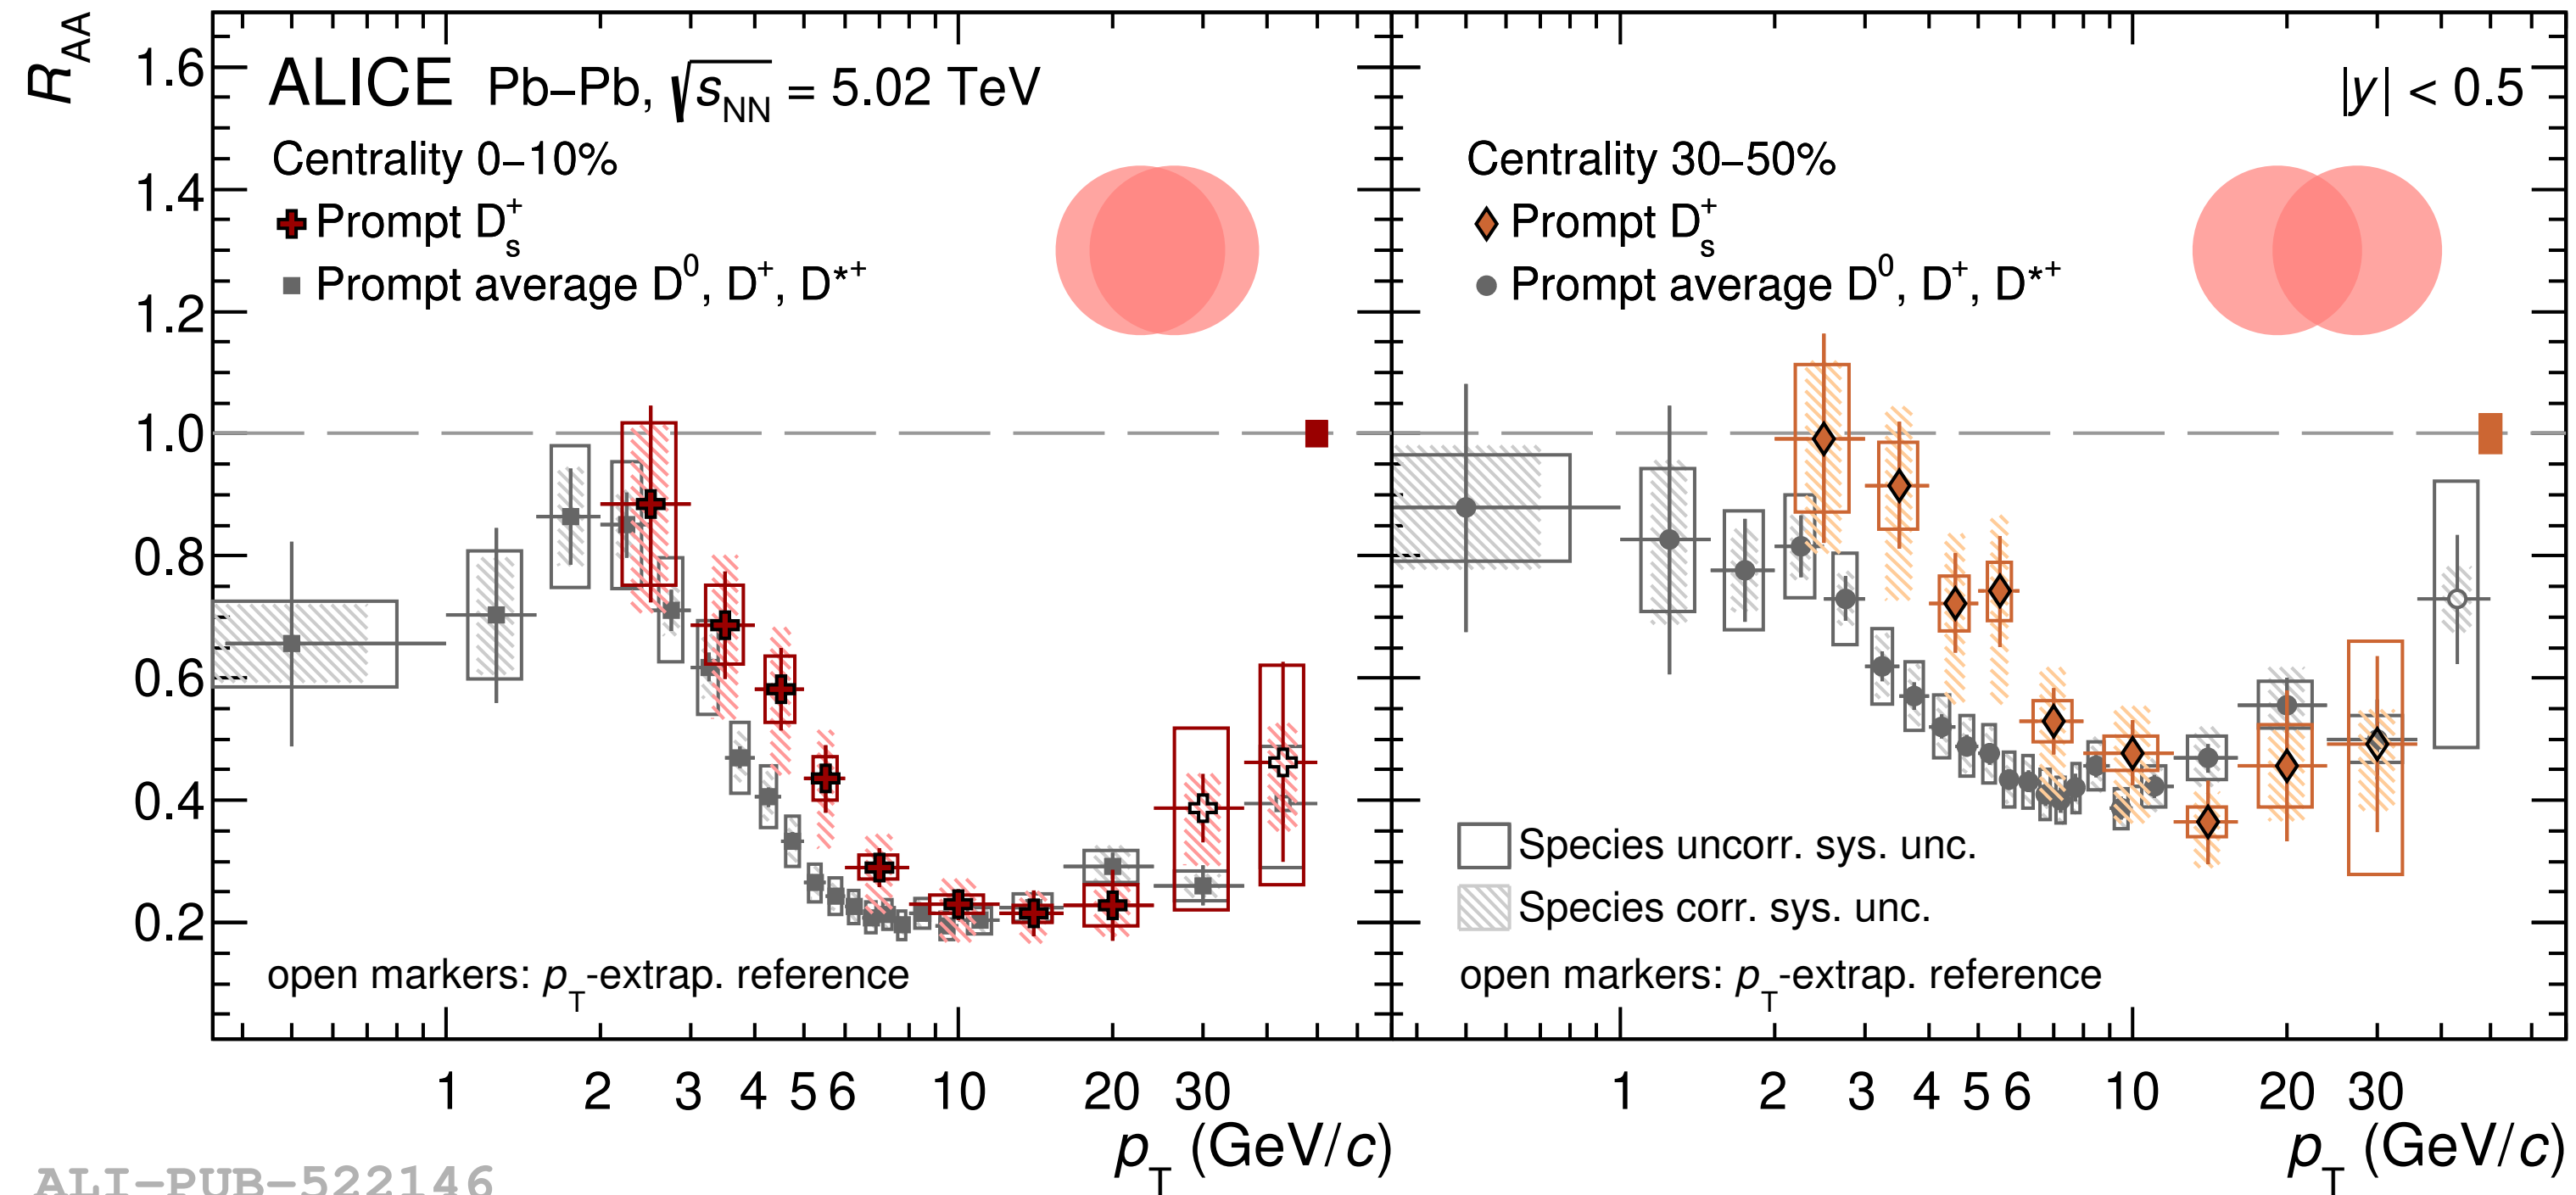 R_AA
ALICE Pb–Pb, √s_NN = 5.02 TeV
Centrality 0–10%
Prompt D_s^+
Prompt average D^0, D^+, D*^+
open markers: p_T-extrap. reference
1.6
1.4
1.2
1.0
0.8
0.6
0.4
0.2
1 2 3 4 5 6 10 20 30
p_T (GeV/c)
|y| < 0.5
Centrality 30–50%
Prompt D_s^+
Prompt average D^0, D^+, D*^+
Species uncorr. sys. unc.
Species corr. sys. unc.
open markers: p_T-extrap. reference
1 2 3 4 5 6 10 20 30
p_T (GeV/c)
ALI-PUB-522146